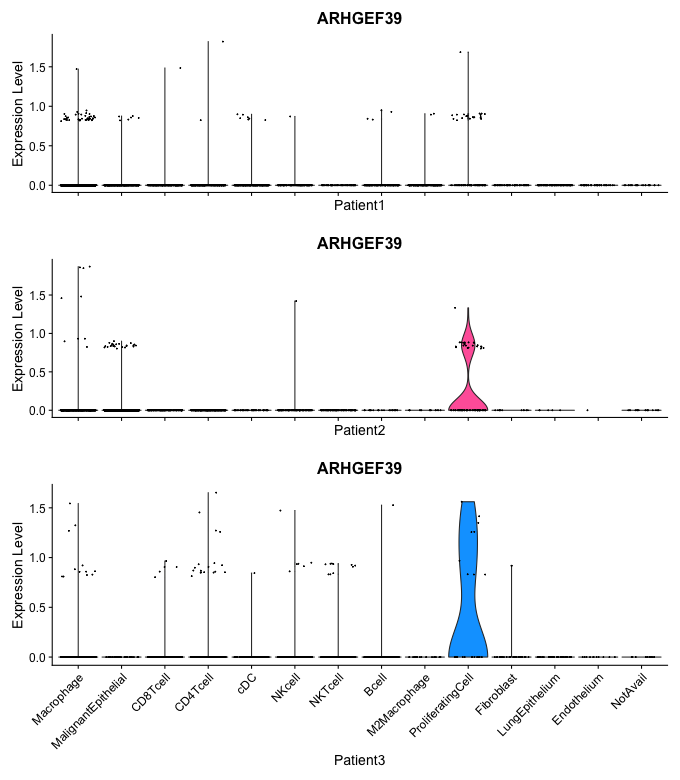 ARHGEF39
Expression Level
1.5
1.0
0.5
0.0
Patient1
ARHGEF39
Expression Level
1.5
1.0
0.5
0.0
Patient2
ARHGEF39
Expression Level
1.5
1.0
0.5
0.0
Macrophage
MalignantEpithelial
CD8Tcell
CD4Tcell
cDC
NKcell
NKTcell
Bcell
M2Macrophage
ProliferatingCell
Fibroblast
LungEpithelium
Endothelium
NotAvail
Patient3